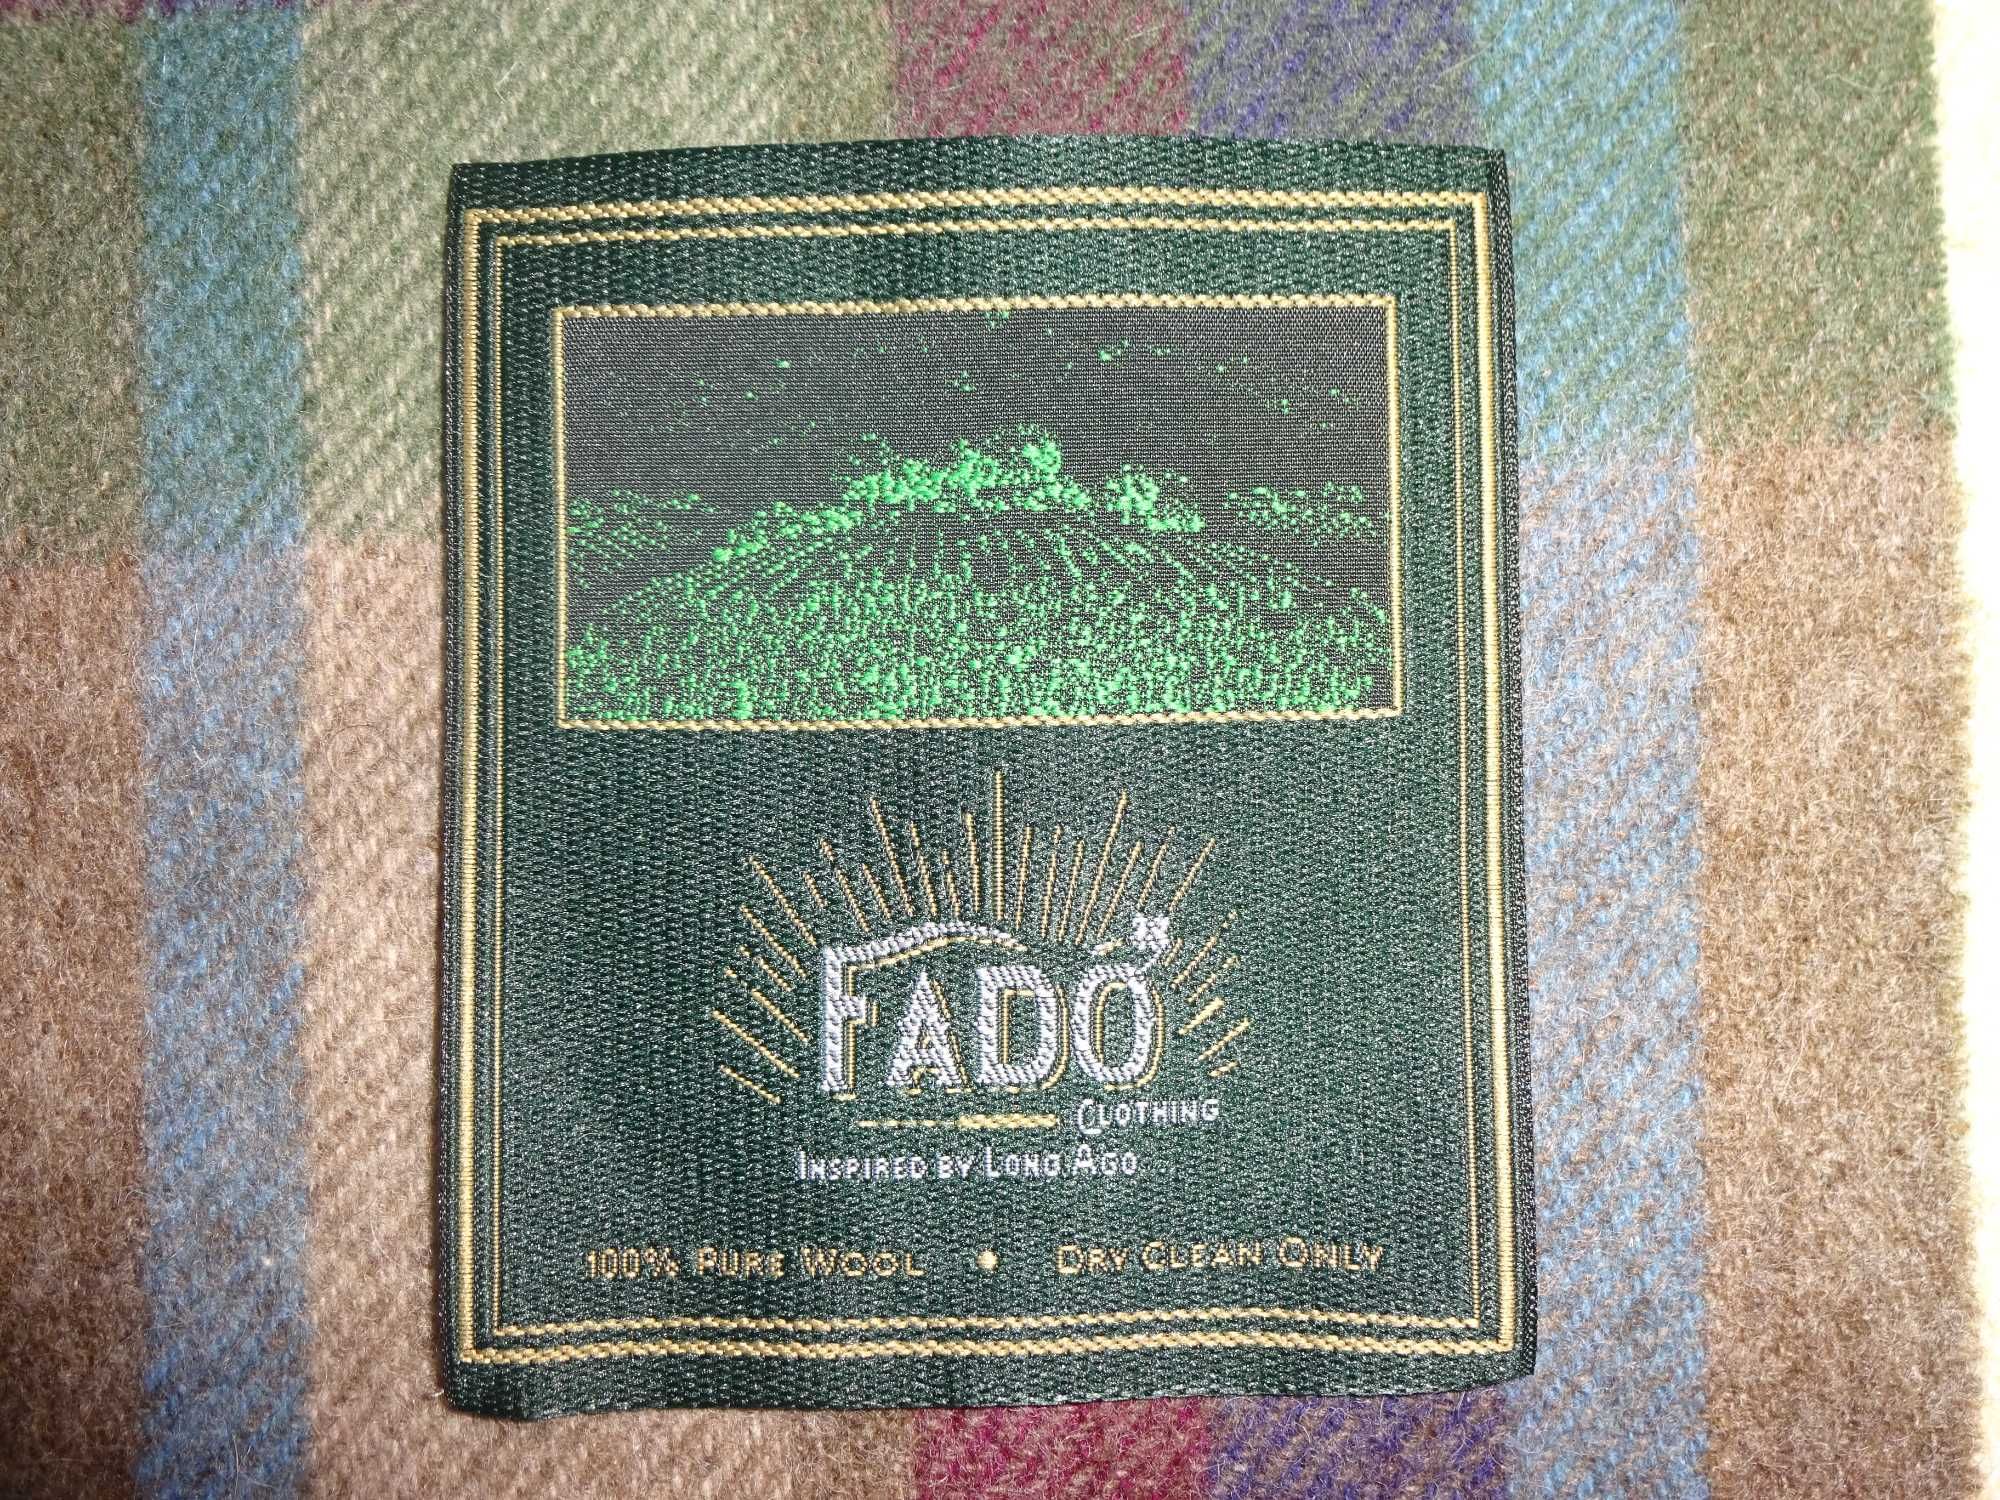 FADÓ
CLOTHING
INSPIRED BY LONG AGO
100% PURE WOOL • DRY CLEAN ONLY